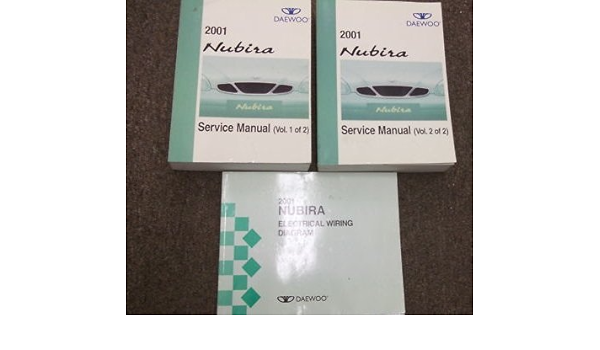 DAEWOO
2001
Nubira
Nubira
Service Manual (Vol. 1 of 2)
DAEWOO
2001
Nubira
Nubira
Service Manual (Vol. 2 of 2)
2001
NUBIRA
ELECTRICAL WIRING
DIAGRAM
DAEWOO